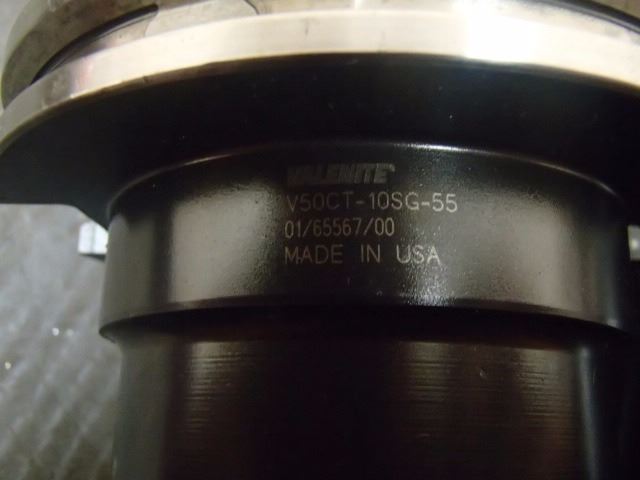 VALENITE
V50CT-10SG-55
01/65567/00
MADE IN USA